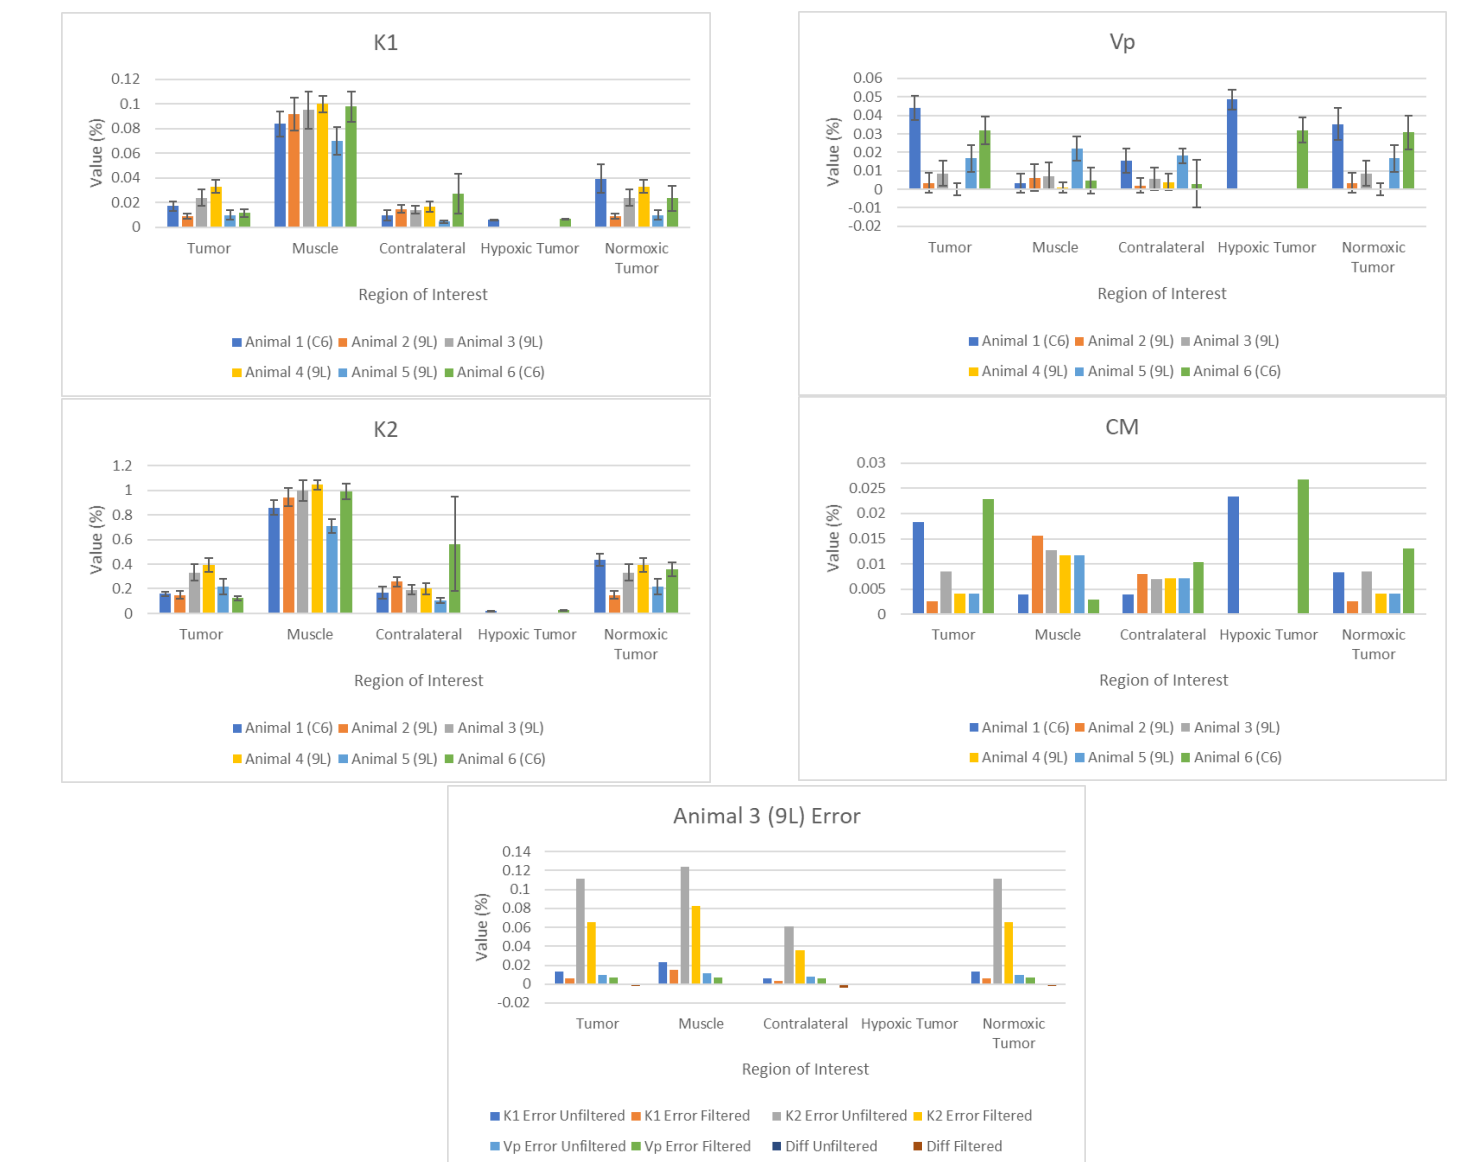 K1
0.12
0.1
0.08
0.06
0.04
0.02
0
Value (%)
Tumor Muscle Contralateral Hypoxic Tumor Normoxic
Tumor
Region of Interest
Animal 1 (C6) Animal 2 (9L) Animal 3 (9L)
Animal 4 (9L) Animal 5 (9L) Animal 6 (C6)
Vp
0.06
0.05
0.04
0.03
0.02
0.01
0
-0.01
-0.02
Value (%)
Tumor Muscle Contralateral Hypoxic Tumor Normoxic
Tumor
Region of Interest
Animal 1 (C6) Animal 2 (9L) Animal 3 (9L)
Animal 4 (9L) Animal 5 (9L) Animal 6 (C6)
K2
1.2
1
0.8
0.6
0.4
0.2
0
Value (%)
Tumor Muscle Contralateral Hypoxic Tumor Normoxic
Tumor
Region of Interest
Animal 1 (C6) Animal 2 (9L) Animal 3 (9L)
Animal 4 (9L) Animal 5 (9L) Animal 6 (C6)
CM
0.03
0.025
0.02
0.015
0.01
0.005
0
Value (%)
Tumor Muscle Contralateral Hypoxic Tumor Normoxic
Tumor
Region of Interest
Animal 1 (C6) Animal 2 (9L) Animal 3 (9L)
Animal 4 (9L) Animal 5 (9L) Animal 6 (C6)
Animal 3 (9L) Error
0.14
0.12
0.1
0.08
0.06
0.04
0.02
0
-0.02
Value (%)
Tumor Muscle Contralateral Hypoxic Tumor Normoxic
Tumor
Region of Interest
K1 Error Unfiltered K1 Error Filtered K2 Error Unfiltered K2 Error Filtered
Vp Error Unfiltered Vp Error Filtered Diff Unfiltered Diff Filtered